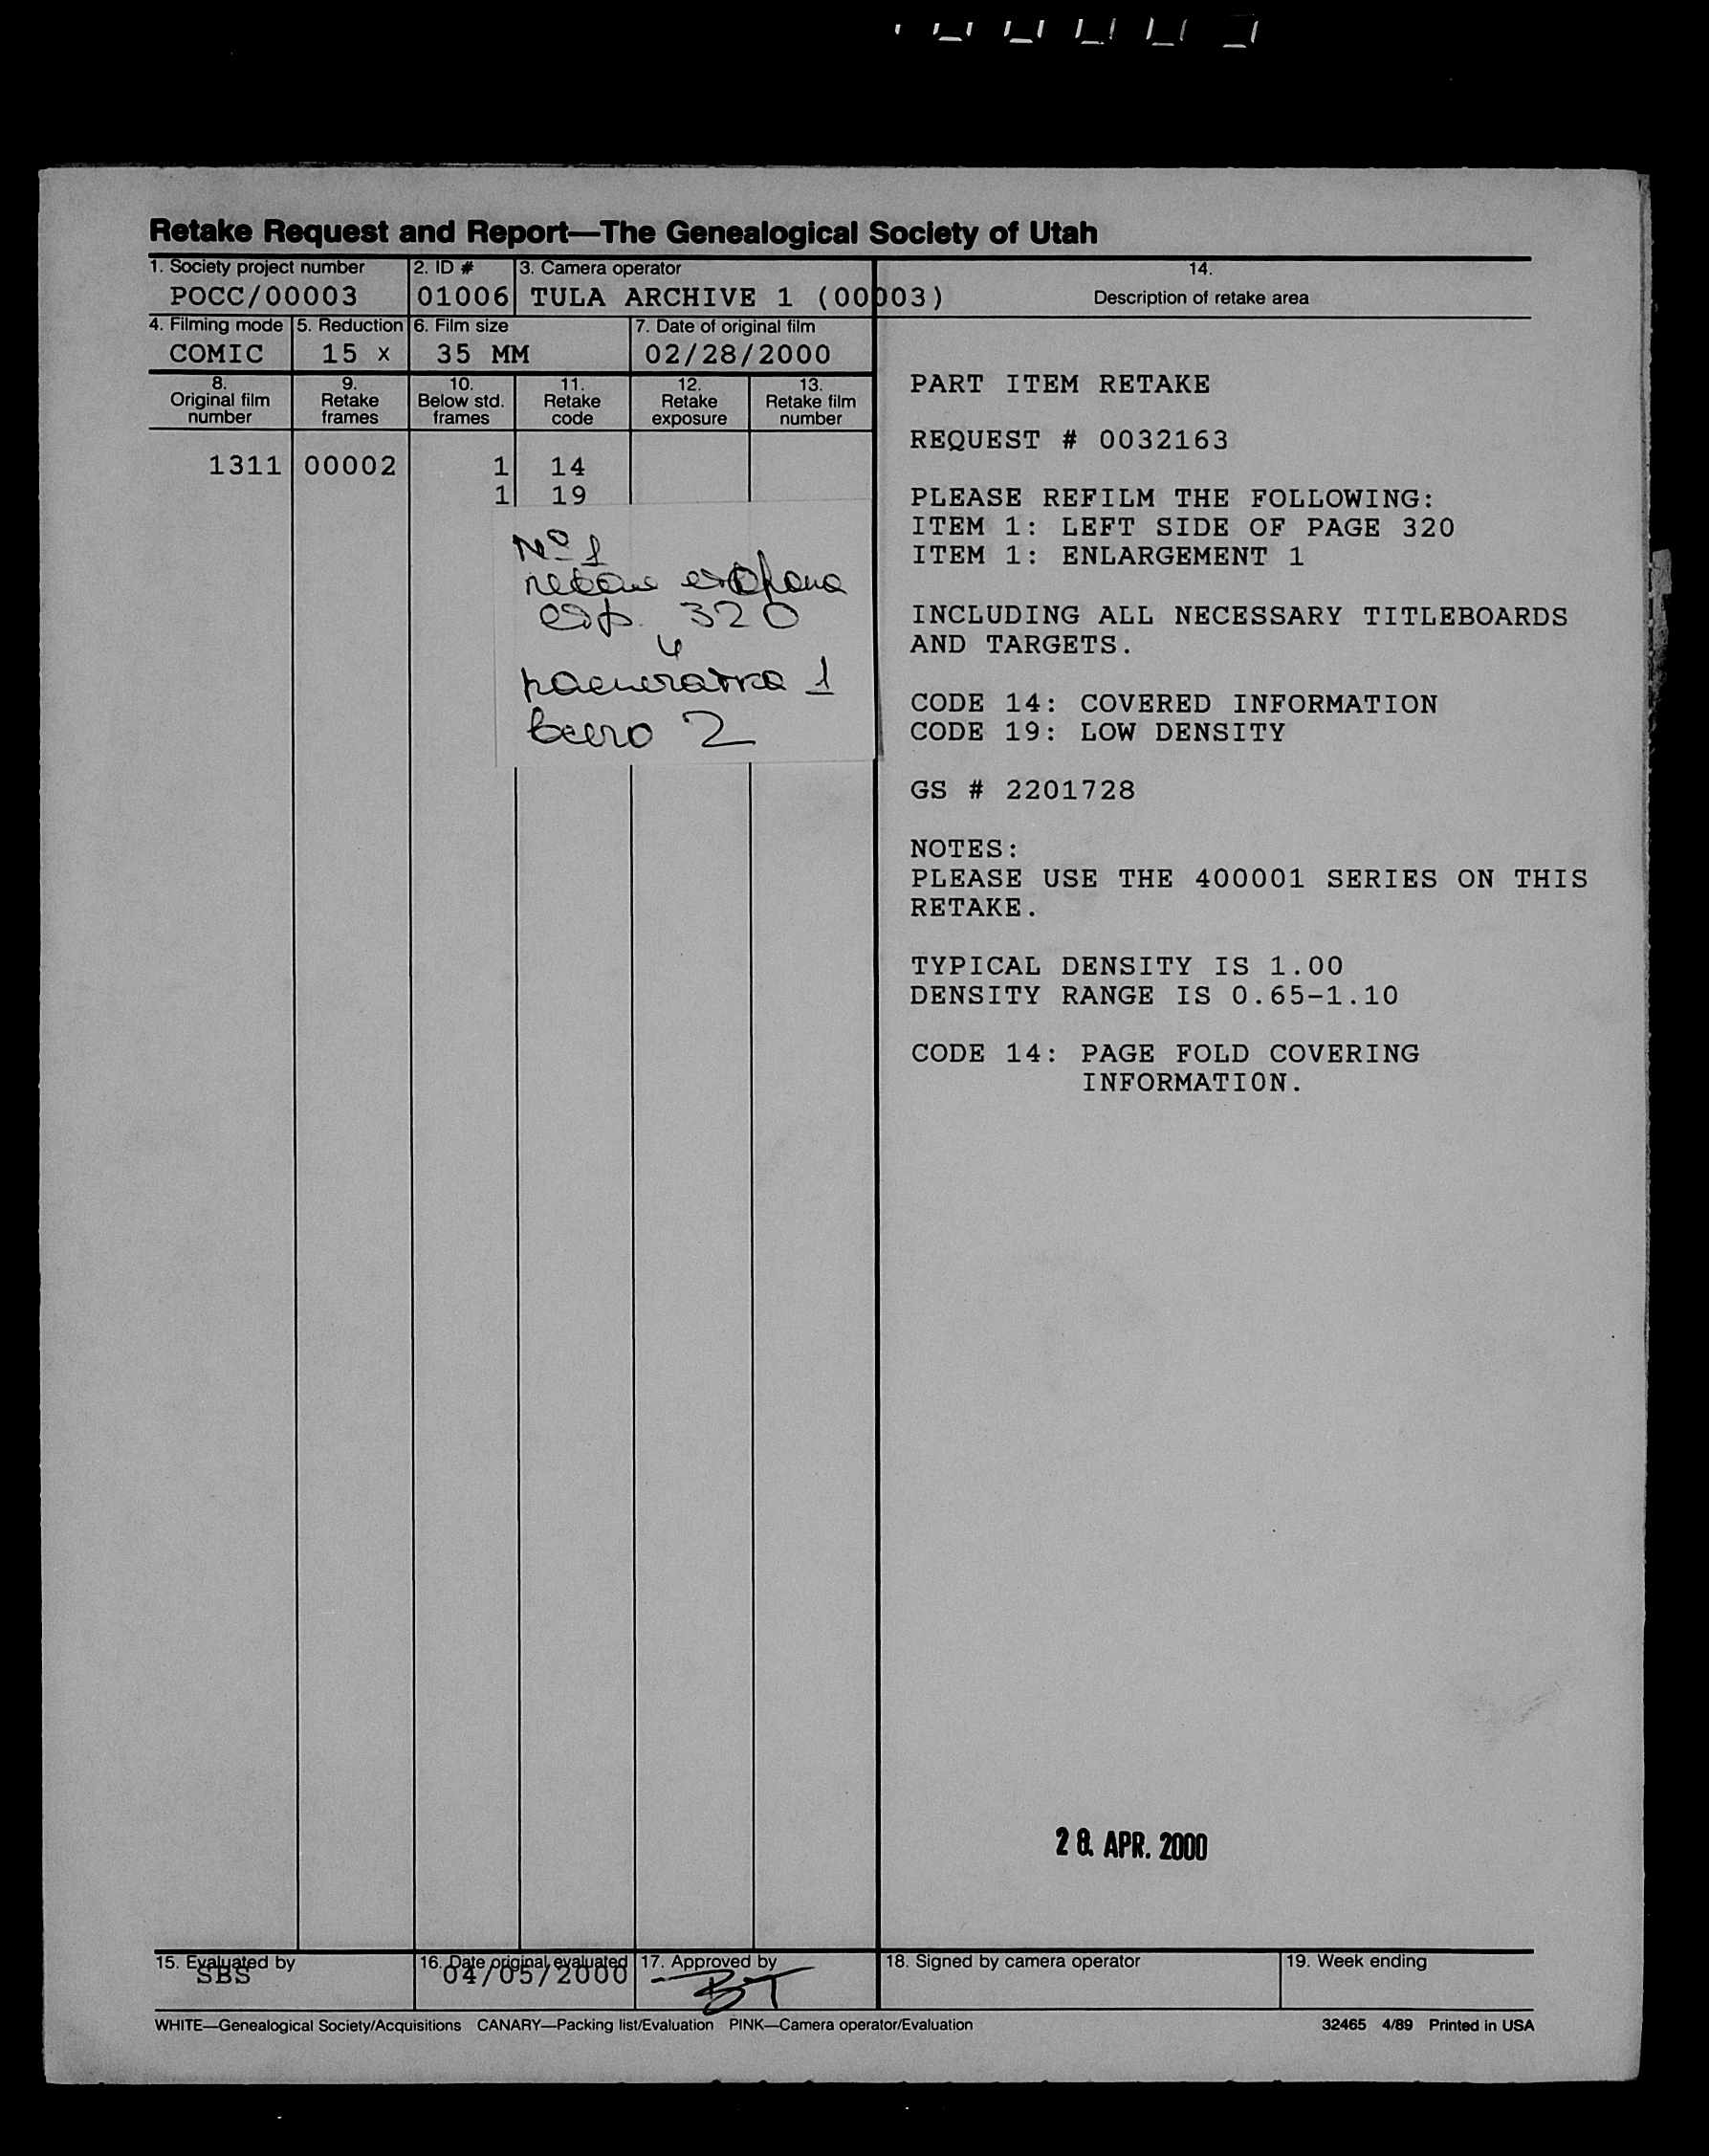 Retake Request and Report—The Genealogical Society of Utah
1. Society project number
POCC/00003
2. ID #
01006
3. Camera operator
TULA ARCHIVE 1 (00003)
14.
Description of retake area
4. Filming mode
COMIC
5. Reduction
15 x
6. Film size
35 MM
7. Date of original film
02/28/2000
8.
Original film
number
9.
Retake
frames
10.
Below std.
frames
11.
Retake
code
12.
Retake
exposure
13.
Retake film
number
1311 00002 1 14
1 19
№ 1
левая сторона
стр. 320
и
распечатка 1
всего 2
PART ITEM RETAKE
REQUEST # 0032163
PLEASE REFILM THE FOLLOWING:
ITEM 1: LEFT SIDE OF PAGE 320
ITEM 1: ENLARGEMENT 1
INCLUDING ALL NECESSARY TITLEBOARDS
AND TARGETS.
CODE 14: COVERED INFORMATION
CODE 19: LOW DENSITY
GS # 2201728
NOTES:
PLEASE USE THE 400001 SERIES ON THIS
RETAKE.
TYPICAL DENSITY IS 1.00
DENSITY RANGE IS 0.65-1.10
CODE 14: PAGE FOLD COVERING
INFORMATION.
28. APR. 2000
15. Evaluated by
SBS
16. Date original evaluated
04/05/2000
17. Approved by
BT
18. Signed by camera operator
19. Week ending
WHITE—Genealogical Society/Acquisitions CANARY—Packing list/Evaluation PINK—Camera operator/Evaluation
32465 4/89 Printed in USA